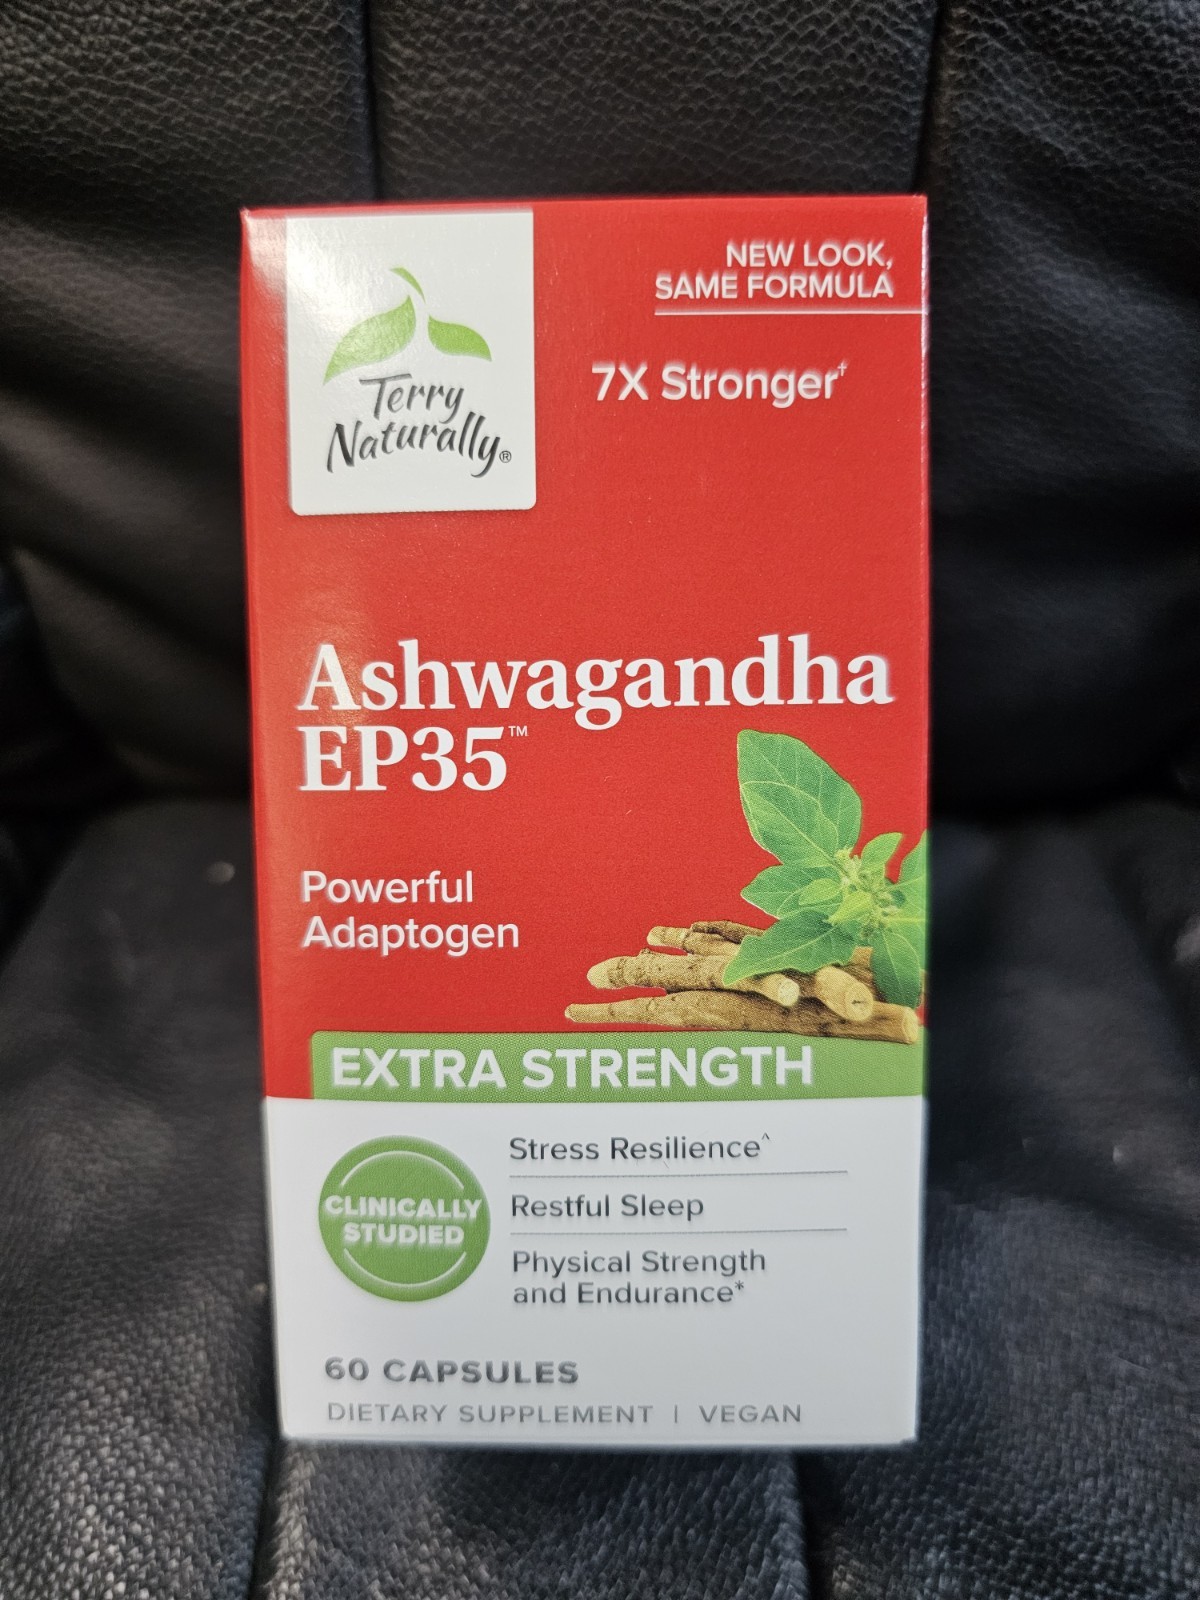 Terry
Naturally®
NEW LOOK,
SAME FORMULA
7X Stronger†
Ashwagandha
EP35™
Powerful
Adaptogen
EXTRA STRENGTH
CLINICALLY
STUDIED
Stress Resilience^
Restful Sleep
Physical Strength
and Endurance*
60 CAPSULES
DIETARY SUPPLEMENT | VEGAN